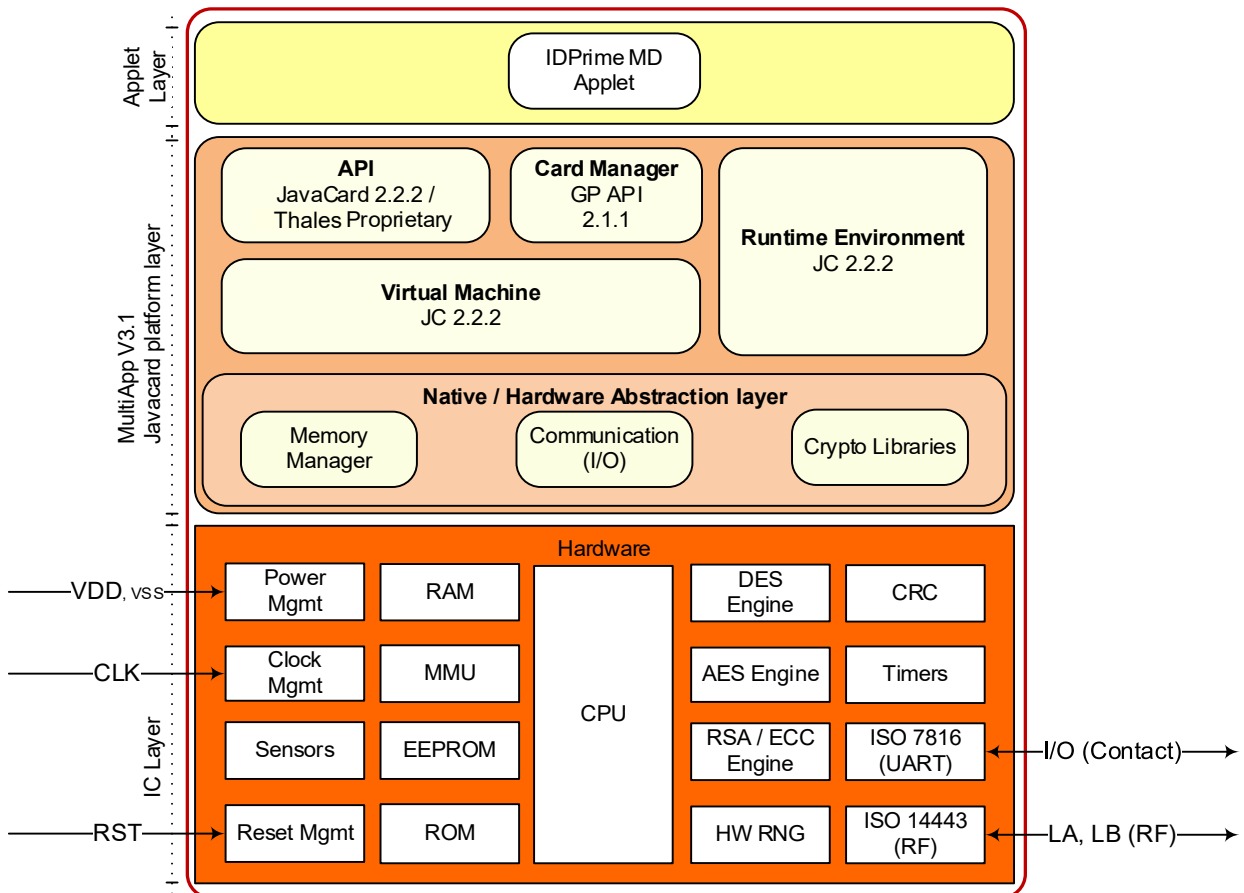 Applet
Layer
IDPrime MD
Applet
MultiApp V3.1
Javacard platform layer
API
JavaCard 2.2.2 /
Thales Proprietary
Card Manager
GP API
2.1.1
Runtime Environment
JC 2.2.2
Virtual Machine
JC 2.2.2
Native / Hardware Abstraction layer
Memory
Manager
Communication
(I/O)
Crypto Libraries
IC Layer
Hardware
VDD, VSS
Power
Mgmt
RAM
CPU
DES
Engine
CRC
CLK
Clock
Mgmt
MMU
AES Engine
Timers
Sensors
EEPROM
RSA / ECC
Engine
ISO 7816
(UART)
I/O (Contact)
RST
Reset Mgmt
ROM
HW RNG
ISO 14443
(RF)
LA, LB (RF)